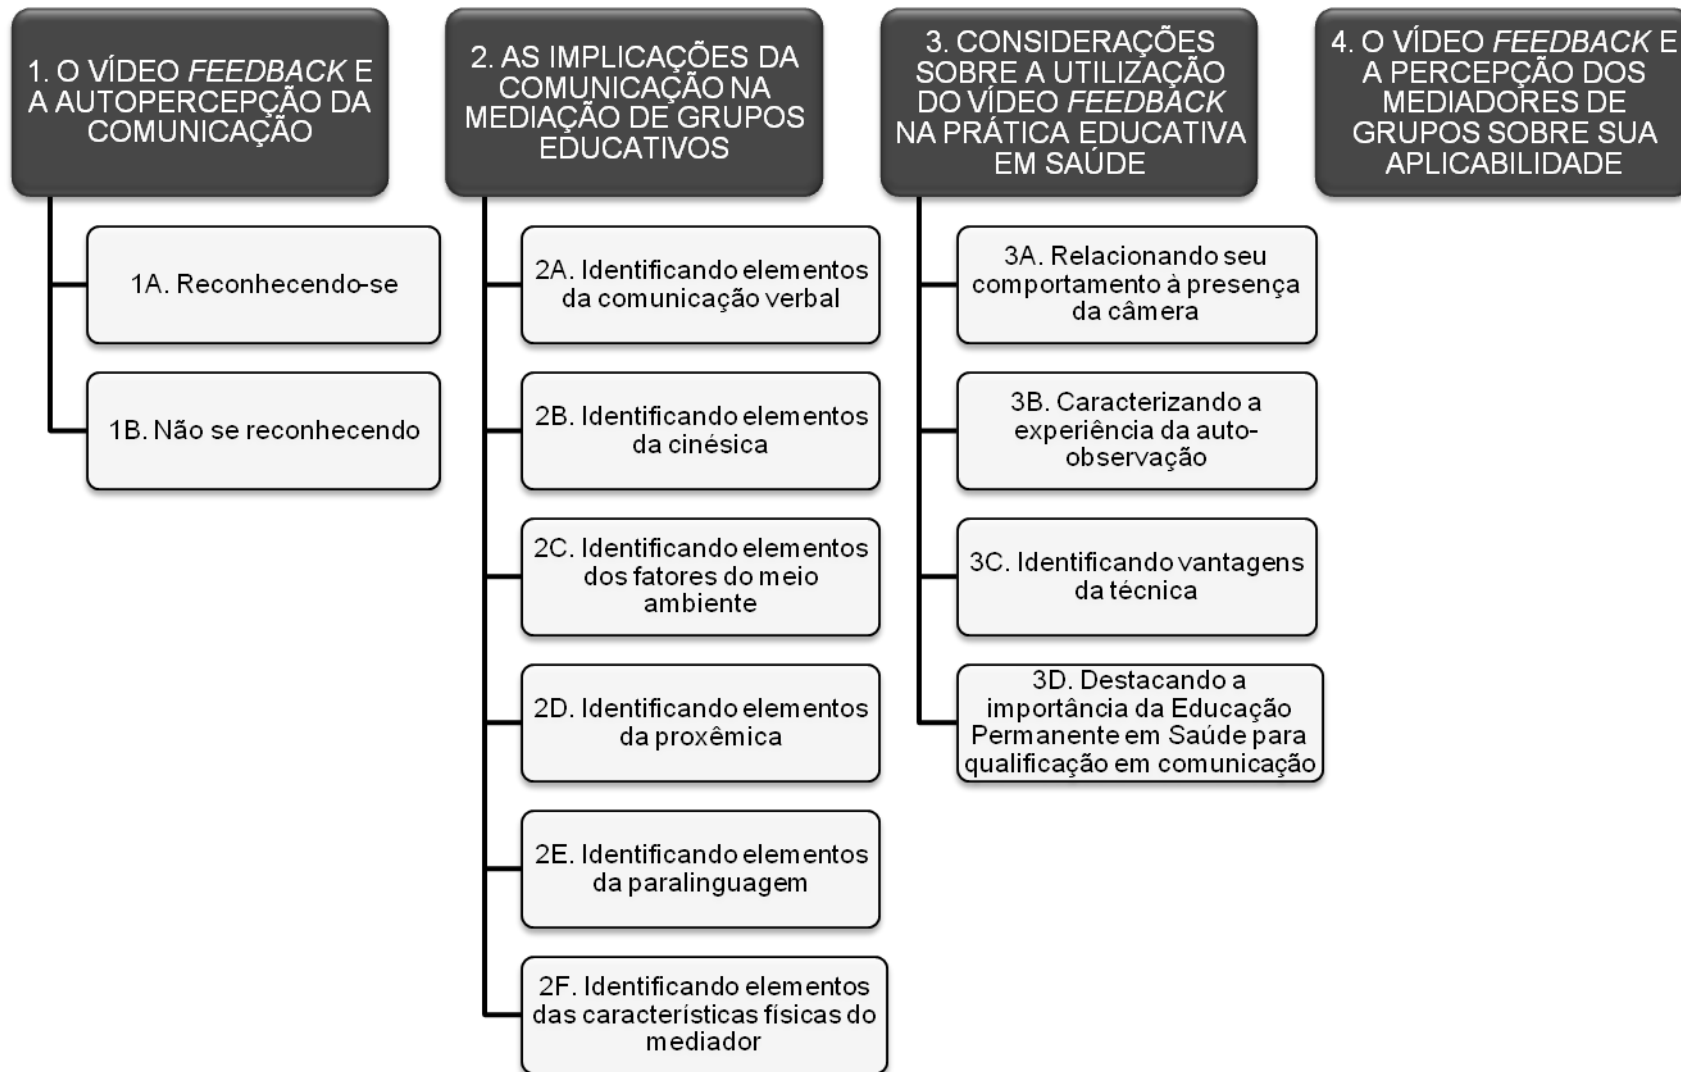 1. O VÍDEO FEEDBACK E
A AUTOPERCEPÇÃO DA
COMUNICAÇÃO
1A. Reconhecendo-se
1B. Não se reconhecendo
2. AS IMPLICAÇÕES DA
COMUNICAÇÃO NA
MEDIAÇÃO DE GRUPOS
EDUCATIVOS
2A. Identificando elementos
da comunicação verbal
2B. Identificando elementos
da cinésica
2C. Identificando elementos
dos fatores do meio
ambiente
2D. Identificando elementos
da proxêmica
2E. Identificando elementos
da paralinguagem
2F. Identificando elementos
das características físicas do
mediador
3. CONSIDERAÇÕES
SOBRE A UTILIZAÇÃO
DO VÍDEO FEEDBACK
NA PRÁTICA EDUCATIVA
EM SAÚDE
3A. Relacionando seu
comportamento à presença
da câmera
3B. Caracterizando a
experiência da auto-
observação
3C. Identificando vantagens
da técnica
3D. Destacando a
importância da Educação
Permanente em Saúde para
qualificação em comunicação
4. O VÍDEO FEEDBACK E
A PERCEPÇÃO DOS
MEDIADORES DE
GRUPOS SOBRE SUA
APLICABILIDADE